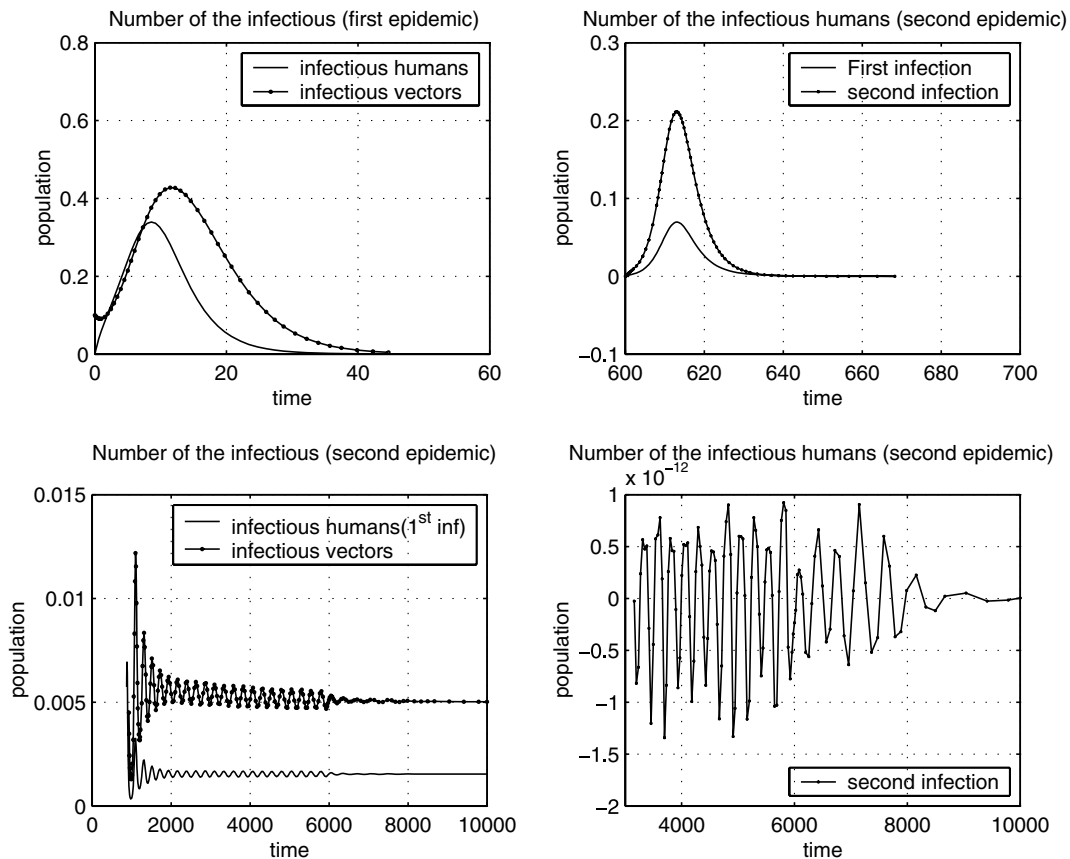 Number of the infectious (first epidemic)
0.8
0.6
0.4
0.2
0
0
20
40
60
population
time
infectious humans
infectious vectors
Number of the infectious humans (second epidemic)
0.3
0.2
0.1
0
−0.1
600
620
640
660
680
700
population
time
First infection
second infection
Number of the infectious (second epidemic)
0.015
0.01
0.005
0
0
2000
4000
6000
8000
10000
population
time
infectious humans(1st inf)
infectious vectors
Number of the infectious humans (second epidemic)
x 10−12
1
0.5
0
−0.5
−1
−1.5
−2
4000
6000
8000
10000
population
time
second infection